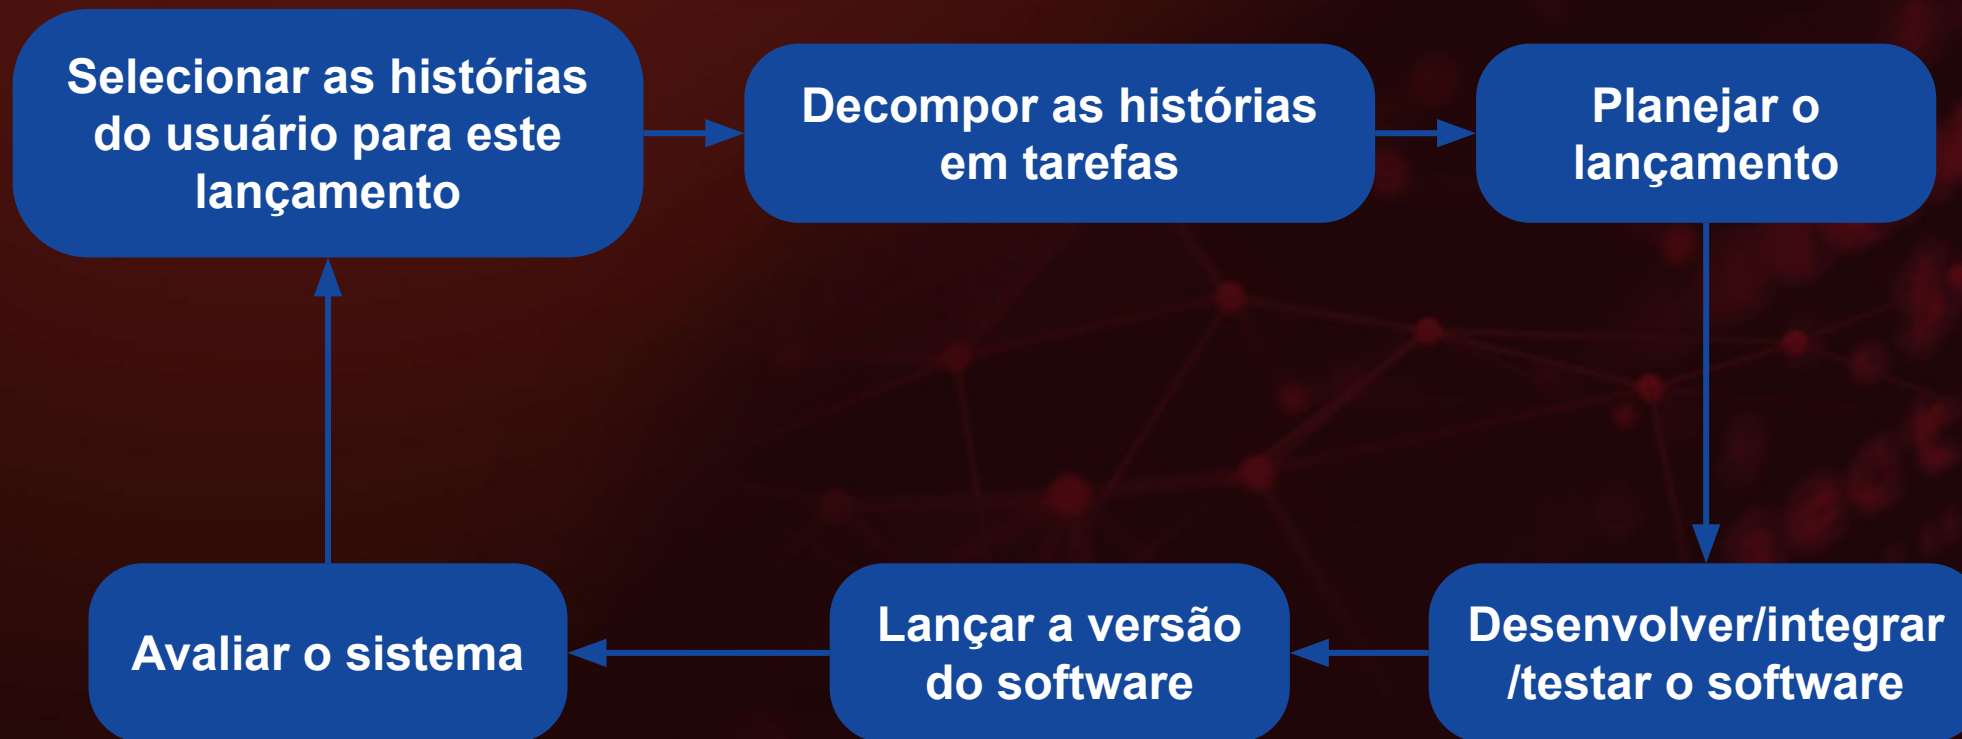 Selecionar as histórias
do usuário para este
lançamento
Decompor as histórias
em tarefas
Planejar o
lançamento
Desenvolver/integrar
/testar o software
Lançar a versão
do software
Avaliar o sistema